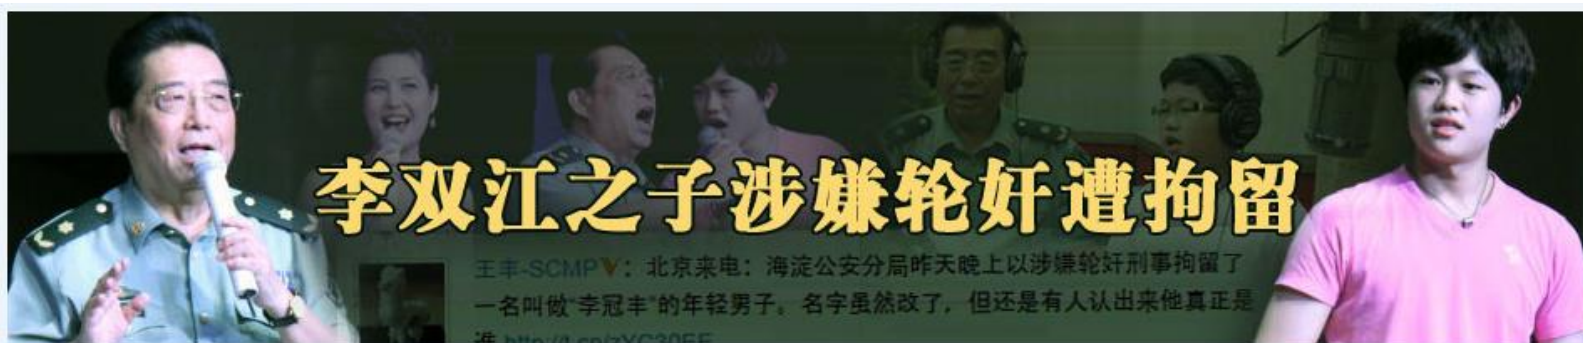 李双江之子涉嫌轮奸遭拘留
王丰-SCMP V：北京来电：海淀公安分局昨天晚上以涉嫌轮奸刑事拘留了
一名叫做“李冠丰”的年轻男子。名字虽然改了，但还是有人认出来他真正是
谁